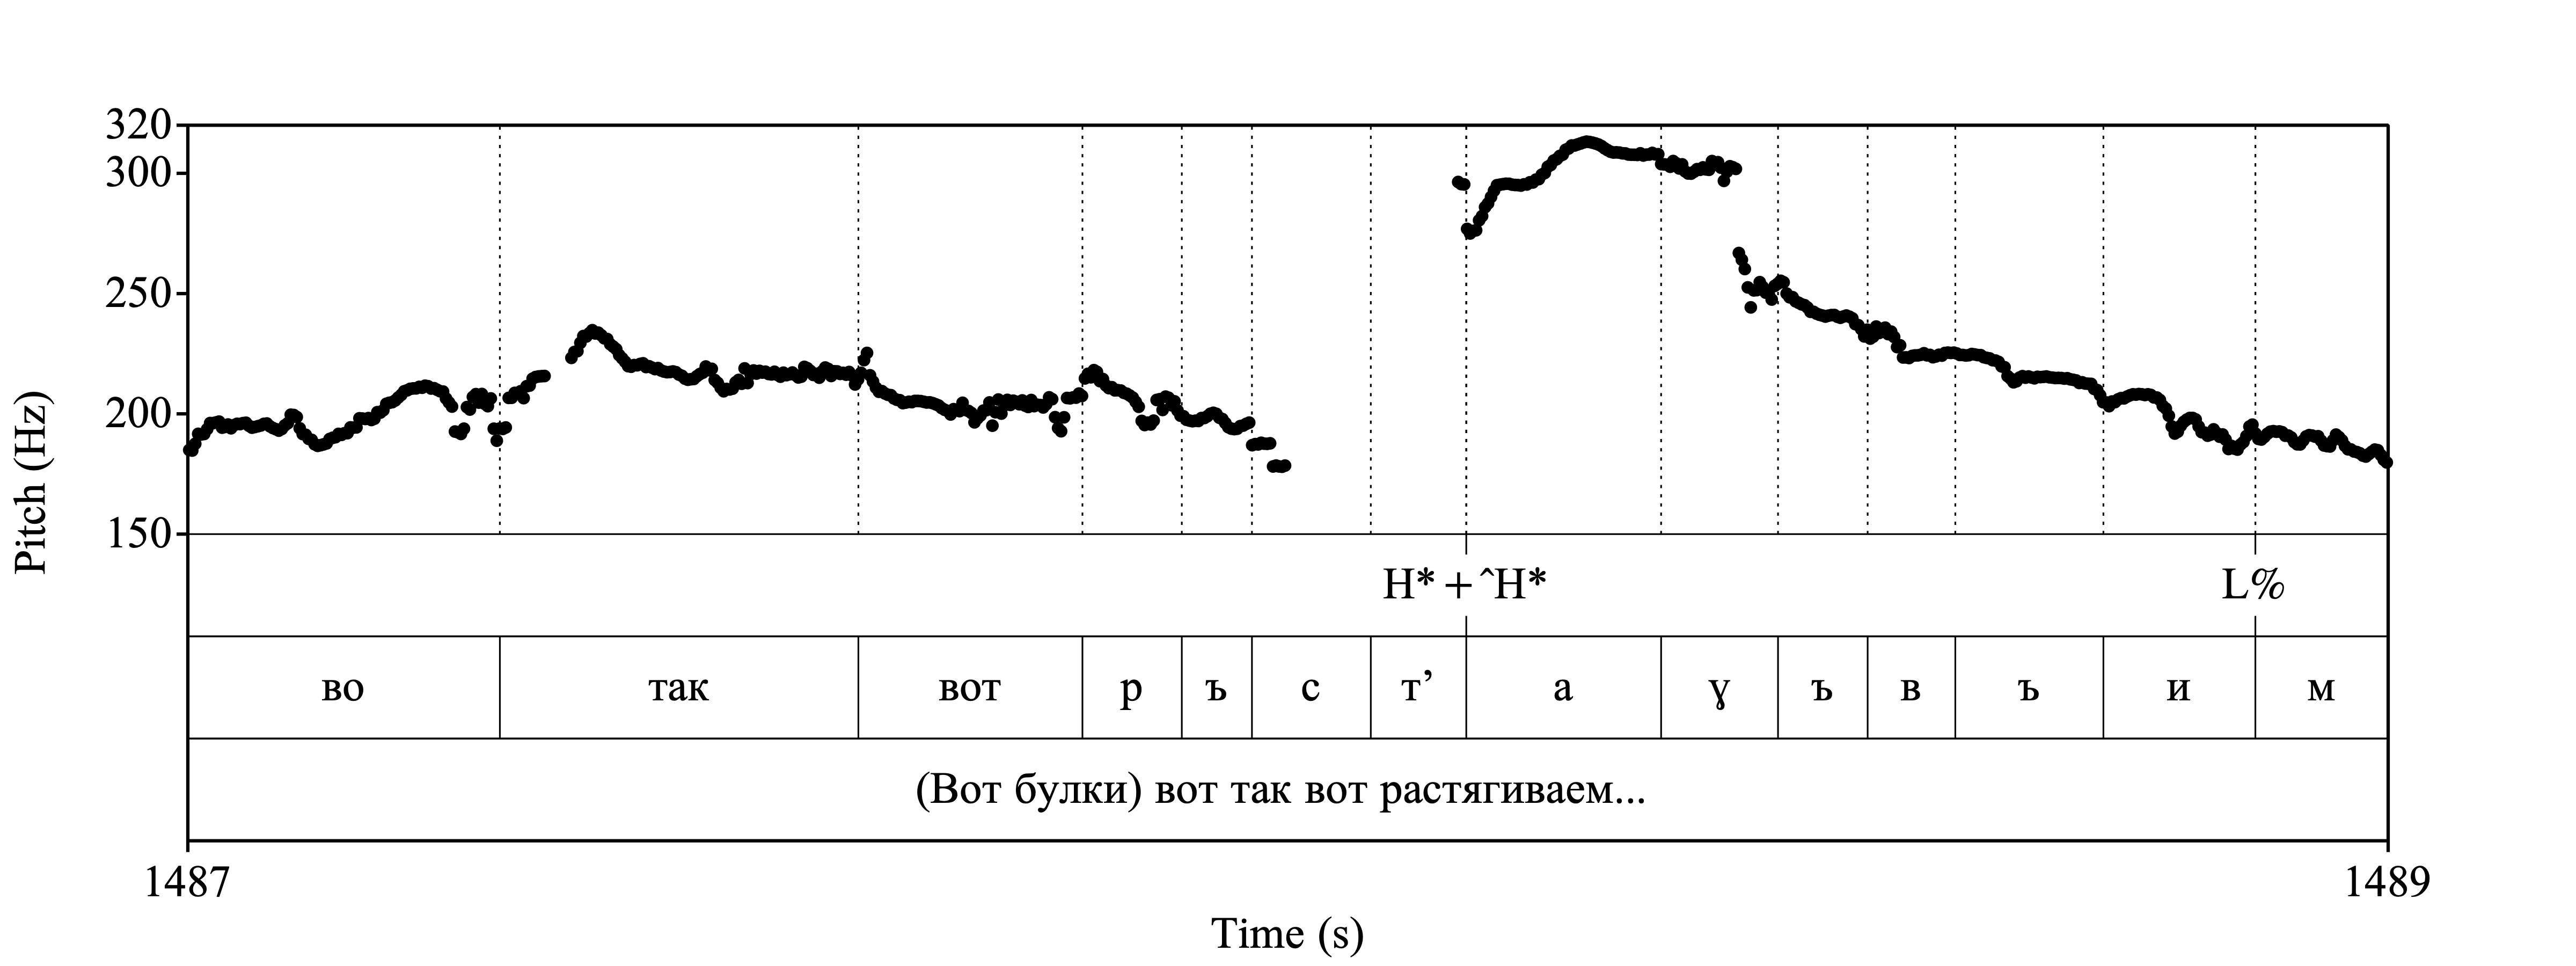 320
300
250
200
150
Pitch (Hz)
H* + ˆH* L%
во так вот р ъ с т’ а ɣ ъ в ъ и м
(Вот булки) вот так вот растягиваем...
1487 1489
Time (s)